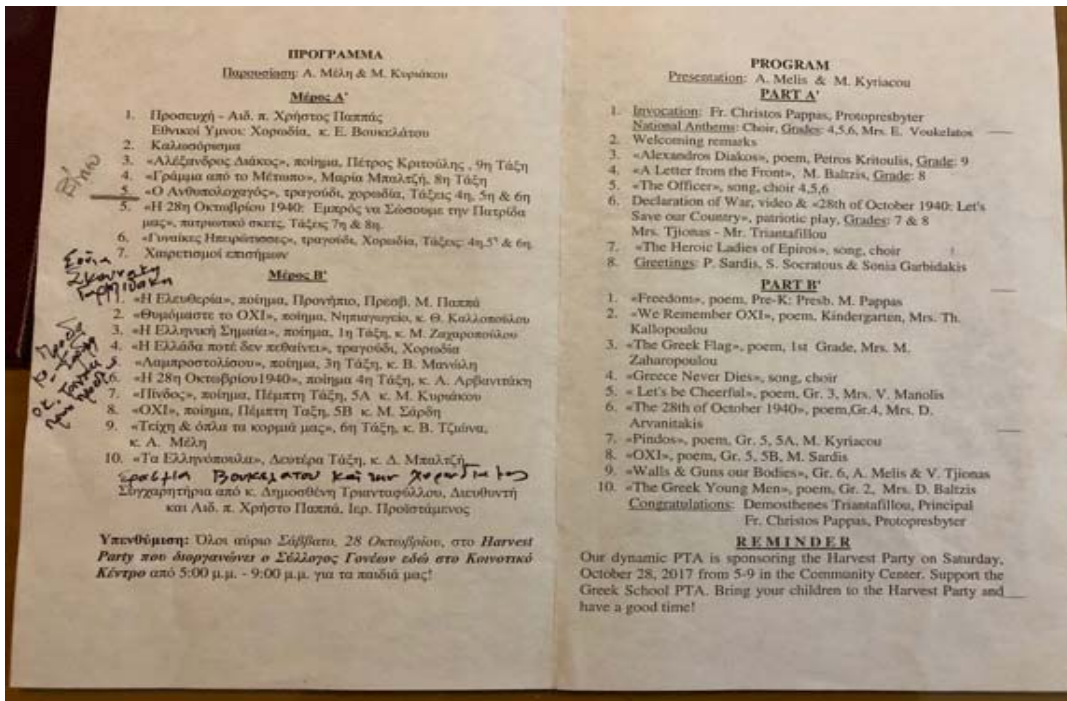 ΠΡΟΓΡΑΜΜΑ
Παρουσίαση: Α. Μέλη & Μ. Κυριάκου
Μέρος Α'
1. Προσευχή - Αιδ. π. Χρήστος Παππάς
Εθνικοί Υμνοι: Χορωδία, κ. Ε. Βουκελάτου
2. Καλωσόρισμα
3. «Αλέξανδρος Διάκος», ποίημα, Πέτρος Κριτούλης , 9η Τάξη
4. «Γράμμα από το Μέτωπο», Μαρία Μπαλτζή, 8η Τάξη
5. «Ο Ανθυπολοχαγός», τραγούδι, χορωδία, Τάξεις 4η, 5η & 6η
5. «Η 28η Οκτωβρίου 1940: Εμπρός να Σώσουμε την Πατρίδα
μας», πατριωτικό σκετς, Τάξεις 7η & 8η.
6. «Γυναίκες Ηπειρώτισσες», τραγούδι, Χορωδία, Τάξεις: 4η,5η & 6η
7. Χαιρετισμοί επισήμων
Σόνια
Μέρος Β'
1. «Η Ελευθερία», ποίημα, Προνήπιο, Πρεσβ. Μ. Παππά
2. «Θυμόμαστε το ΟΧΙ», ποίημα, Νηπιαγωγείο, κ. Θ. Καλλοπούλου
3. «Η Ελληνική Σημαία», ποίημα, 1η Τάξη, κ. Μ. Ζαχαροπούλου
4. «Η Ελλάδα ποτέ δεν πεθαίνει», τραγούδι, Χορωδία
5. «Λαμπροστολίσου», ποίημα, 3η Τάξη, κ. Β. Μανώλη
6. «Η 28η Οκτωβρίου1940», ποίημα 4η Τάξη, κ. Α. Αρβανιτάκη
7. «Πίνδος», ποίημα, Πέμπτη Τάξη, 5Α κ. Μ. Κυριάκου
8. «ΟΧΙ», ποίημα, Πέμπτη Ταξη, 5Β κ. Μ. Σάρδη
9. «Τείχη & όπλα τα κορμιά μας», 6η Τάξη, κ. Β. Τζιώνα,
κ. Α. Μέλη
10. «Τα Ελληνόπουλα», Δευτέρα Τάξη, κ. Δ. Μπαλτζή
Βουκελατου και την Χορωδία μας
Συγχαρητήρια από κ. Δημοσθένη Τριανταφύλλου, Διευθυντή
και Αιδ. π. Χρήστο Παππά, Ιερ. Προϊστάμενος
Υπενθύμιση: Όλοι αύριο Σάββατο, 28 Οκτωβρίου, στο Harvest
Party που διοργανώνει ο Σύλλογος Γονέων εδώ στο Κοινοτικό
Κέντρο από 5:00 μ.μ. - 9:00 μ.μ. για τα παιδιά μας!
PROGRAM
Presentation: A. Melis & M. Kyriacou
PART A'
1. Invocation: Fr. Christos Pappas, Protopresbyter
National Anthems: Choir, Grades: 4,5,6, Mrs. E. Voukelatos
2. Welcoming remarks
3. «Alexandros Diakos», poem, Petros Kritoulis, Grade: 9
4. «A Letter from the Front», M. Baltzis, Grade: 8
5. «The Officer», song, choir 4,5,6
6. Declaration of War, video & «28th of October 1940: Let's
Save our Country», patriotic play, Grades: 7 & 8
Mrs. Tjionas - Mr. Triantafillou
7. «The Heroic Ladies of Epiros», song, choir
8. Greetings: P. Sardis, S. Socratous & Sonia Garbidakis
PART B'
1. «Freedom», poem, Pre-K: Presb. M. Pappas
2. «We Remember OXI», poem, Kindergarten, Mrs. Th.
Kallopoulou
3. «The Greek Flag», poem, 1st Grade, Mrs. M.
Zaharopoulou
4. «Greece Never Dies», song, choir
5. « Let's be Cheerful», poem, Gr. 3, Mrs. V. Manolis
6. «The 28th of October 1940», poem,Gr.4, Mrs. D.
Arvanitakis
7. «Pindos», poem, Gr. 5, 5A, M. Kyriacou
8. «OXI», poem, Gr. 5, 5B, M. Sardis
9. «Walls & Guns our Bodies», Gr. 6, A. Melis & V. Tjionas
10. «The Greek Young Men», poem, Gr. 2, Mrs. D. Baltzis
Congratulations: Demosthenes Triantafillou, Principal
Fr. Christos Pappas, Protopresbyter
REMINDER
Our dynamic PTA is sponsoring the Harvest Party on Saturday,
October 28, 2017 from 5-9 in the Community Center. Support the
Greek School PTA. Bring your children to the Harvest Party and
have a good time!